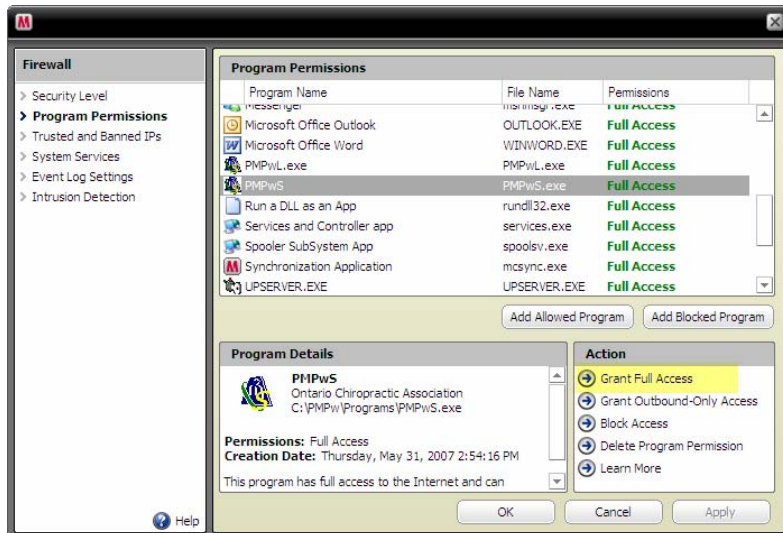 Firewall
Security Level
Program Permissions
Trusted and Banned IPs
System Services
Event Log Settings
Intrusion Detection
Help
Program Permissions
Program Name File Name Permissions
Messenger msnmsgr.exe Full Access
Microsoft Office Outlook OUTLOOK.EXE Full Access
Microsoft Office Word WINWORD.EXE Full Access
PMPwL.exe PMPwL.exe Full Access
PMPwS PMPwS.exe Full Access
Run a DLL as an App rundll32.exe Full Access
Services and Controller app services.exe Full Access
Spooler SubSystem App spoolsv.exe Full Access
Synchronization Application mcsync.exe Full Access
UPSERVER.EXE UPSERVER.EXE Full Access
Add Allowed Program Add Blocked Program
Program Details
PMPwS
Ontario Chiropractic Association
C:\PMPw\Programs\PMPwS.exe
Permissions: Full Access
Creation Date: Thursday, May 31, 2007 2:54:16 PM
This program has full access to the Internet and can
Action
Grant Full Access
Grant Outbound-Only Access
Block Access
Delete Program Permission
Learn More
OK Cancel Apply